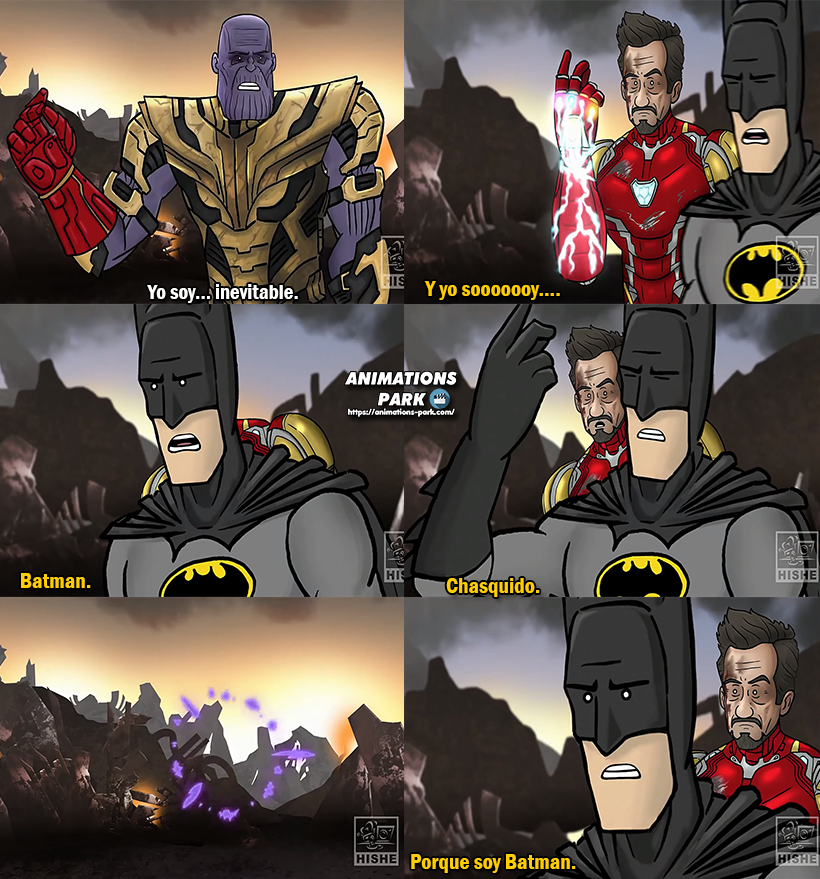 Yo soy... inevitable.
Y yo sooooooy....
HISHE
HISHE
Batman.
ANIMATIONS
PARK
https://animations-park.com/
Chasquido.
HISHE
HISHE
Porque soy Batman.
HISHE